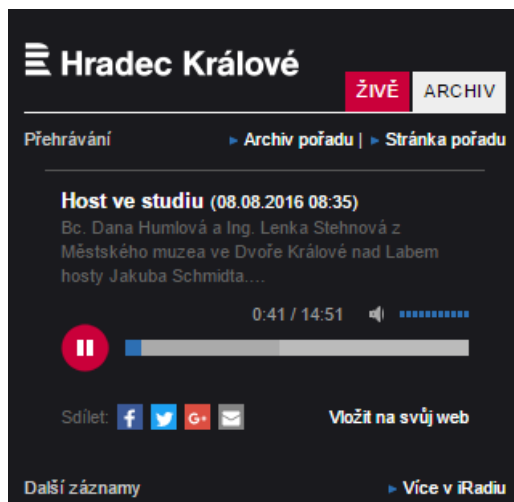 Hradec Králové
ŽIVĚ ARCHIV
Přehrávání ▸ Archiv pořadu | ▸ Stránka pořadu
Host ve studiu (08.08.2016 08:35)
Bc. Dana Humlová a Ing. Lenka Stehnová z
Městského muzea ve Dvoře Králové nad Labem
hosty Jakuba Schmidta....
0:41 / 14:51
Sdílet: f G+ Vložit na svůj web
Další záznamy ▸ Více v iRadiu